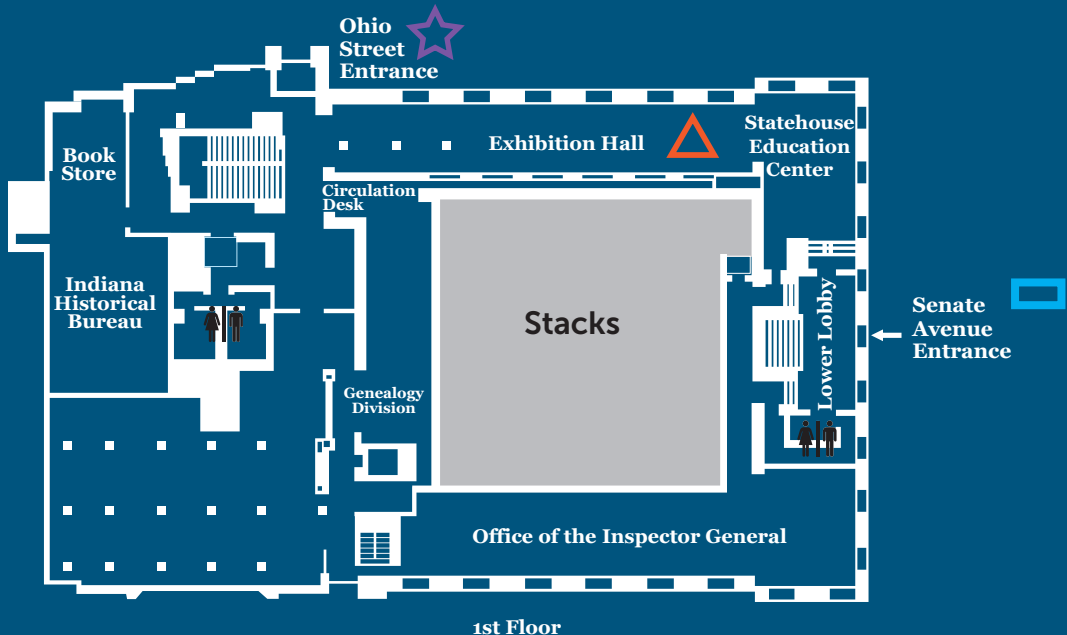 Ohio
Street
Entrance
Book
Store
Exhibition Hall
Statehouse
Education
Center
Circulation
Desk
Indiana
Historical
Bureau
Stacks
Lower Lobby
Senate
Avenue
Entrance
Genealogy
Division
Office of the Inspector General
1st Floor